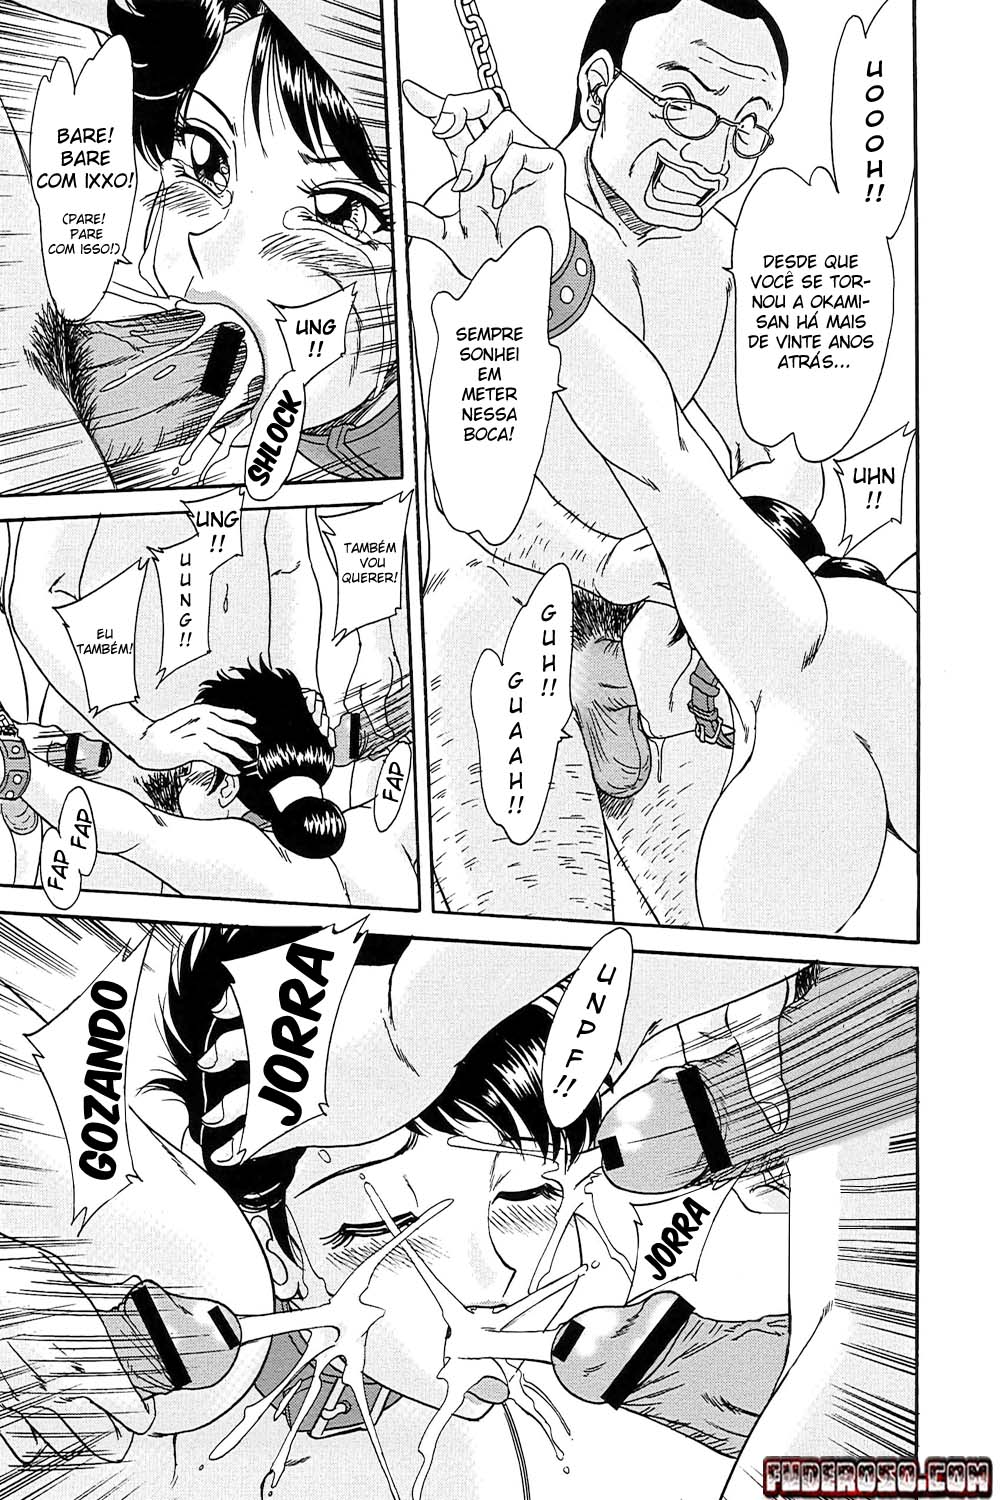 UOOOH!!
DESDE QUE
VOCÊ SE TOR-
NOU A OKAMI-
SAN HÁ MAIS
DE VINTE ANOS
ATRÁS...
SEMPRE
SONHEI
EM
METER
NESSA
BOCA!
UHN
!!
GUH!!
GUAAH!!
BARE!
BARE
COM IXXO!
(PARE!
PARE
COM ISSO!)
UNG
!!
SHLOCK
TAMBÉM
VOU
QUERER!
UNG
!!
UUNG!!
EU
TAMBÉM!
FAP
FAP
FAP
UNPF!!
JORRA
GOZANDO
JORRA
FUDEROSO.COM